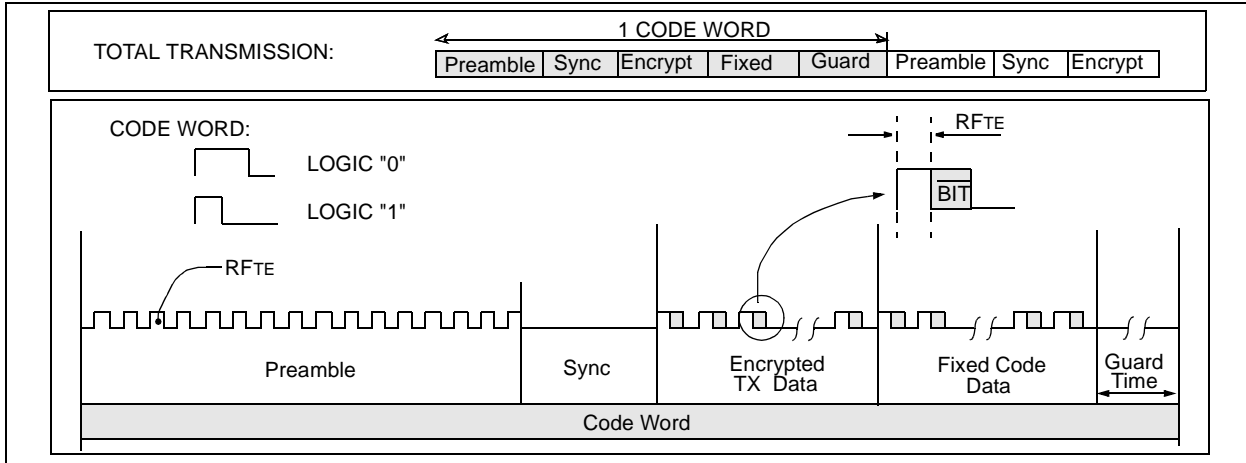 1 CODE WORD
TOTAL TRANSMISSION:
Preamble Sync Encrypt Fixed Guard Preamble Sync Encrypt
CODE WORD:
RFTE
LOGIC "0"
BIT
LOGIC "1"
RFTE
Preamble
Sync
Encrypted
TX Data
Fixed Code
Data
Guard
Time
Code Word